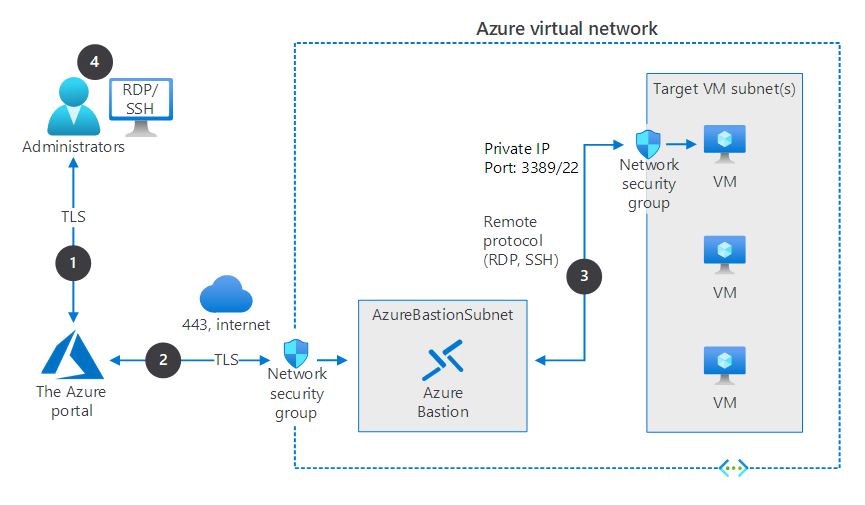 Azure virtual network
4
RDP/
SSH
Administrators
TLS
1
The Azure
portal
443, internet
2
TLS
Network
security
group
AzureBastionSubnet
Azure
Bastion
Private IP
Port: 3389/22
Remote
protocol
(RDP, SSH)
3
Target VM subnet(s)
Network
security
group
VM
VM
VM